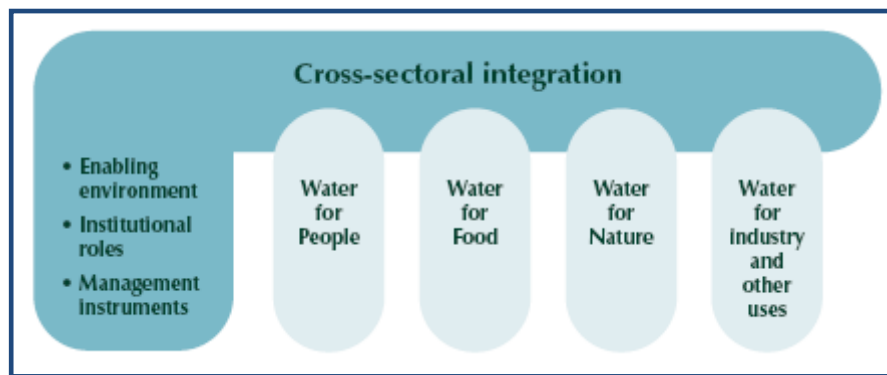 Cross-sectoral integration
• Enabling
environment
• Institutional
roles
• Management
instruments
Water
for
People
Water
for
Food
Water
for
Nature
Water
for
industry
and
other
uses